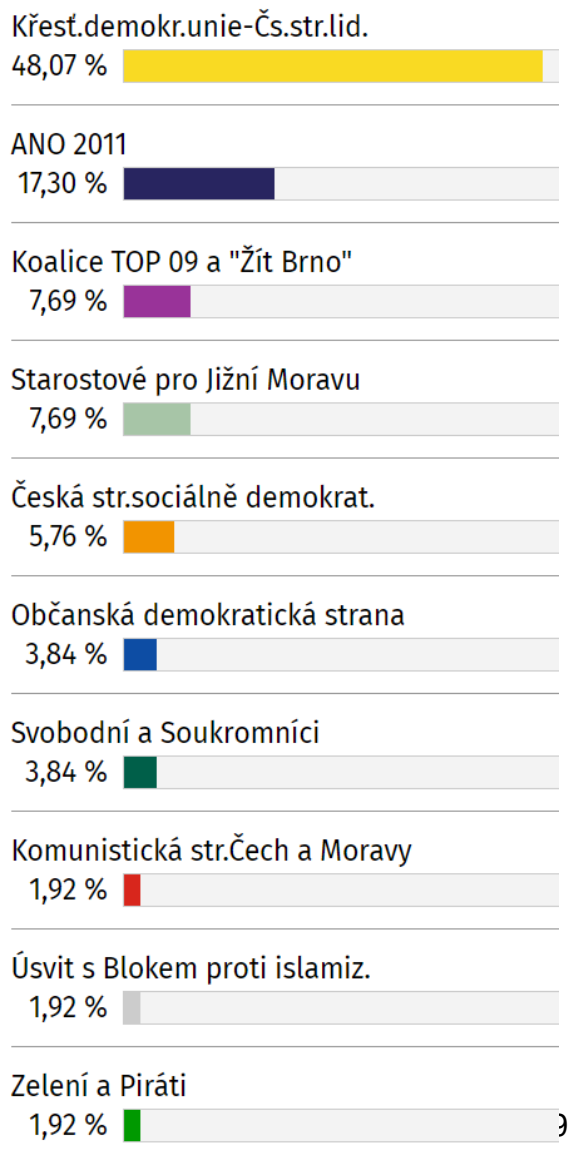 Křesť.demokr.unie-Čs.str.lid.
48,07 %
ANO 2011
17,30 %
Koalice TOP 09 a "Žít Brno"
7,69 %
Starostové pro Jižní Moravu
7,69 %
Česká str.sociálně demokrat.
5,76 %
Občanská demokratická strana
3,84 %
Svobodní a Soukromníci
3,84 %
Komunistická str.Čech a Moravy
1,92 %
Úsvit s Blokem proti islamiz.
1,92 %
Zelení a Piráti
1,92 %
9